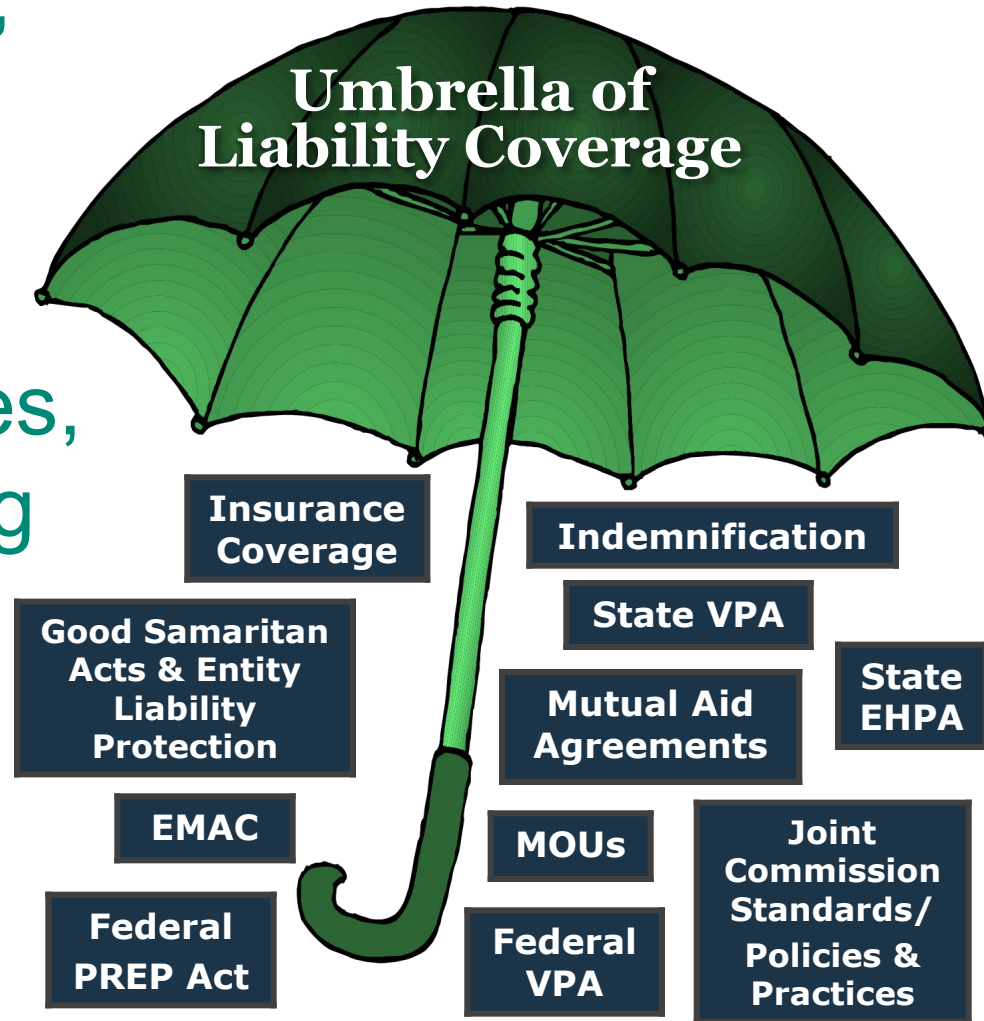 Umbrella of
Liability Coverage
es,
g
Insurance
Coverage
Indemnification
Good Samaritan
Acts & Entity
Liability
Protection
State VPA
State
EHPA
Mutual Aid
Agreements
EMAC
MOUs
Joint
Commission
Standards/
Policies &
Practices
Federal
PREP Act
Federal
VPA